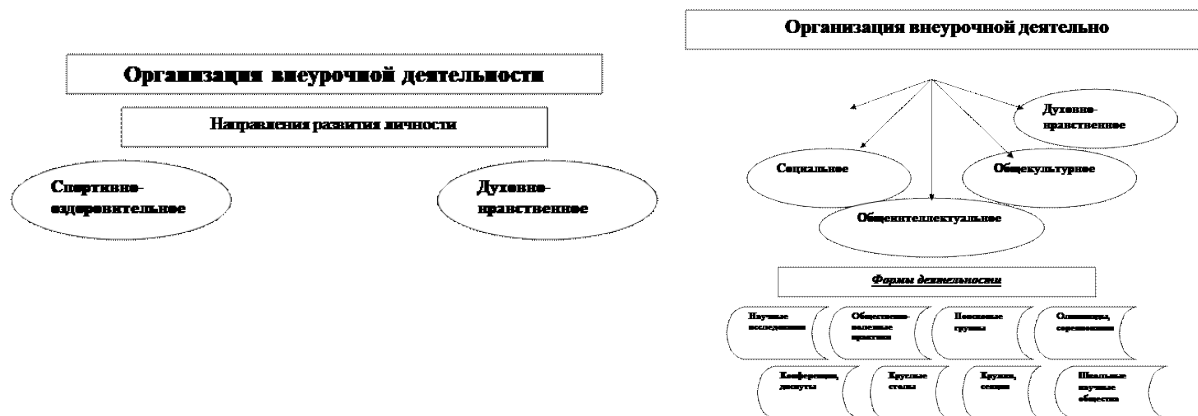 Организация внеурочной деятельности
Направления развития личности
Спортивно-
оздоровительное
Духовно-
нравственное
Организация внеурочной деятельно
Духовно-
нравственное
Социальное
Общекультурное
Общеинтеллектуальное
Формы деятельности
Научные
исследования
Общественно-
полезные
практики
Поисковые
группы
Олимпиады,
соревнования
Конференции,
диспуты
Круглые
столы
Кружки,
секции
Школьные
научные
общества